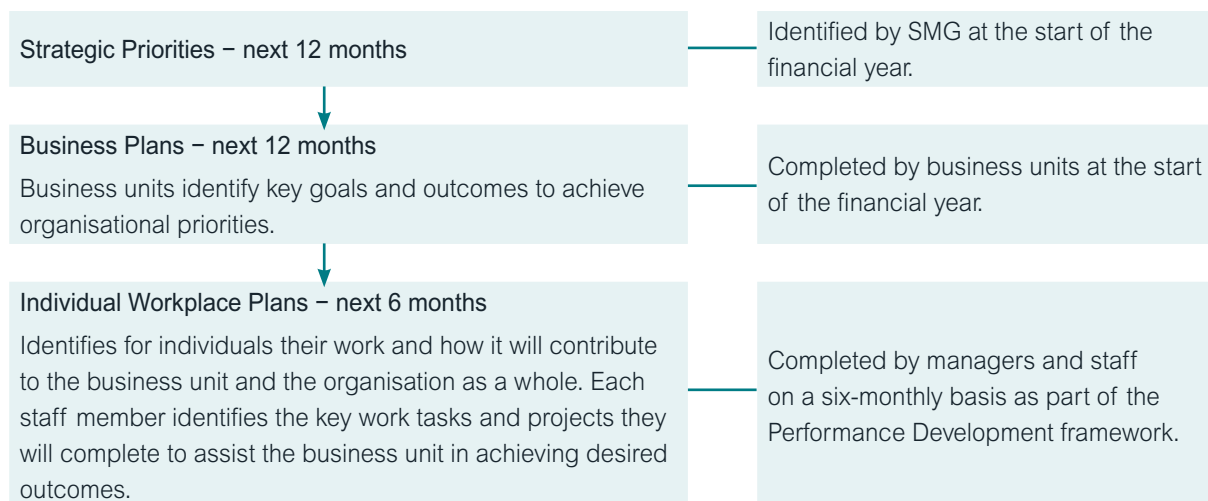 Strategic Priorities – next 12 months
Identified by SMG at the start of the
financial year.
Business Plans – next 12 months
Business units identify key goals and outcomes to achieve
organisational priorities.
Completed by business units at the start
of the financial year.
Individual Workplace Plans – next 6 months
Identifies for individuals their work and how it will contribute
to the business unit and the organisation as a whole. Each
staff member identifies the key work tasks and projects they
will complete to assist the business unit in achieving desired
outcomes.
Completed by managers and staff
on a six-monthly basis as part of the
Performance Development framework.